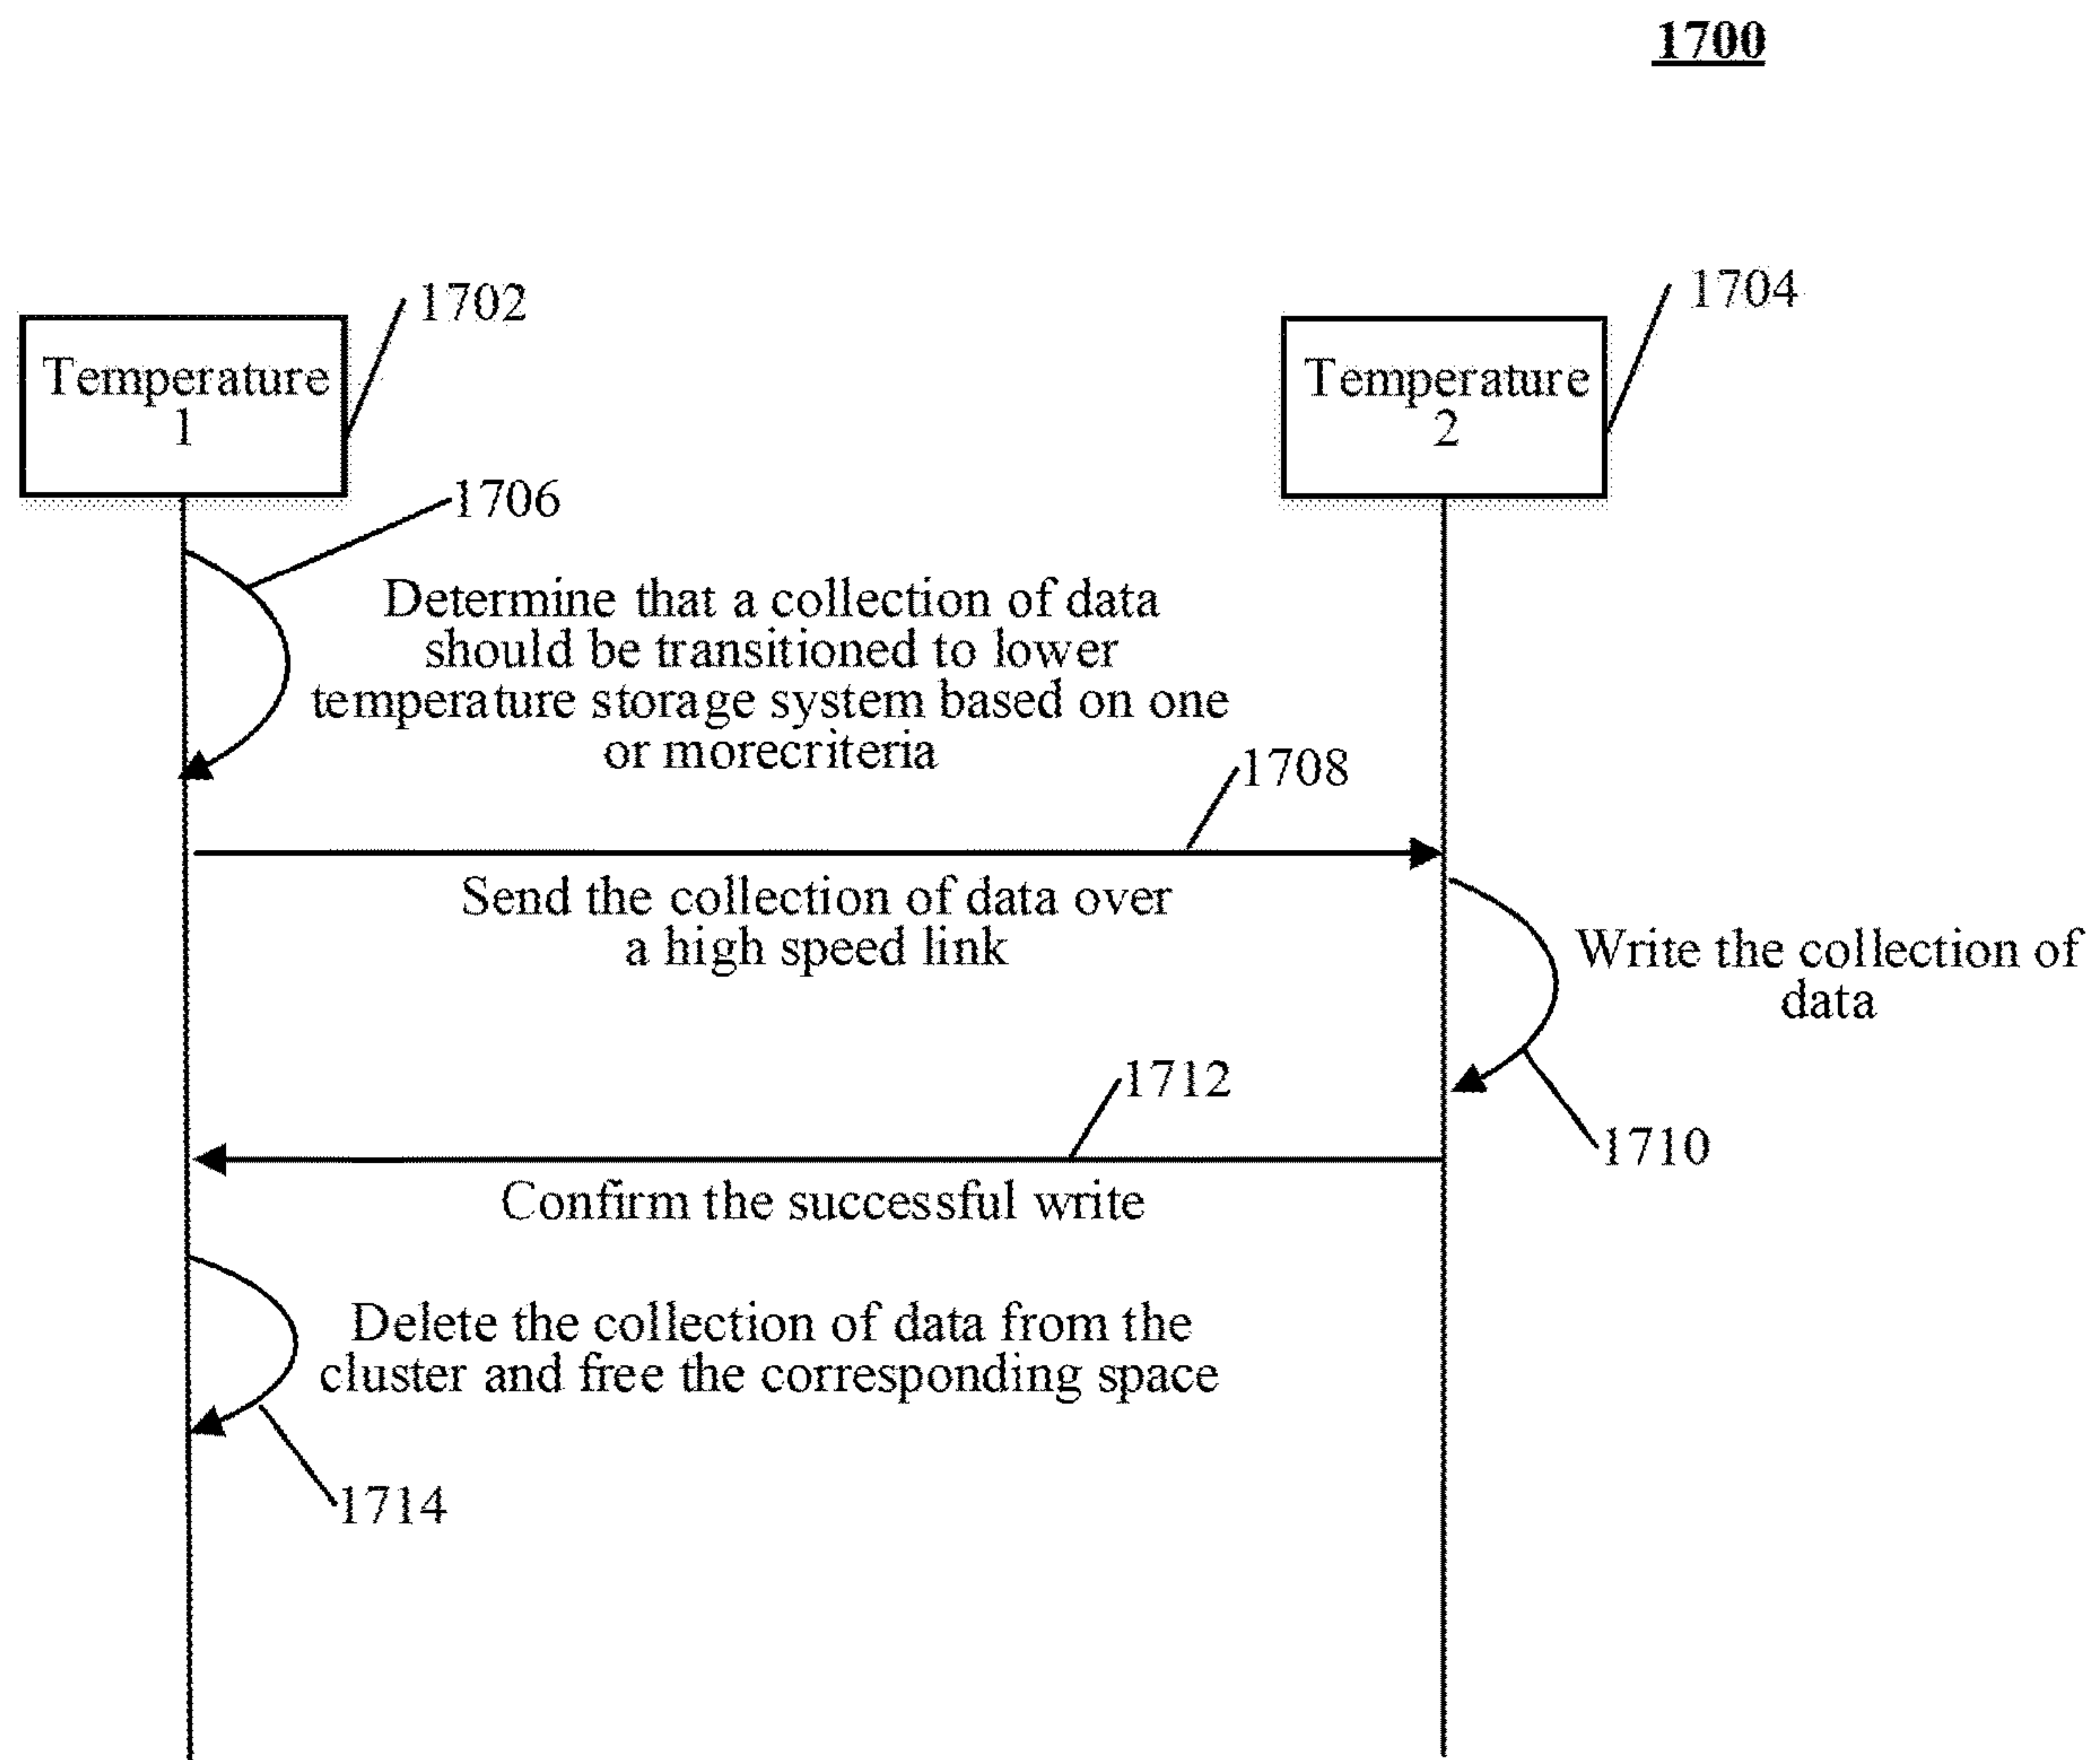 1700
1702
1704
Temperature
1
Temperature
2
1706
Determine that a collection of data
should be transitioned to lower
temperature storage system based on one
or morecriteria
1708
Send the collection of data over
a high speed link
Write the collection of
data
1712
1710
Confirm the successful write
Delete the collection of data from the
cluster and free the corresponding space
1714